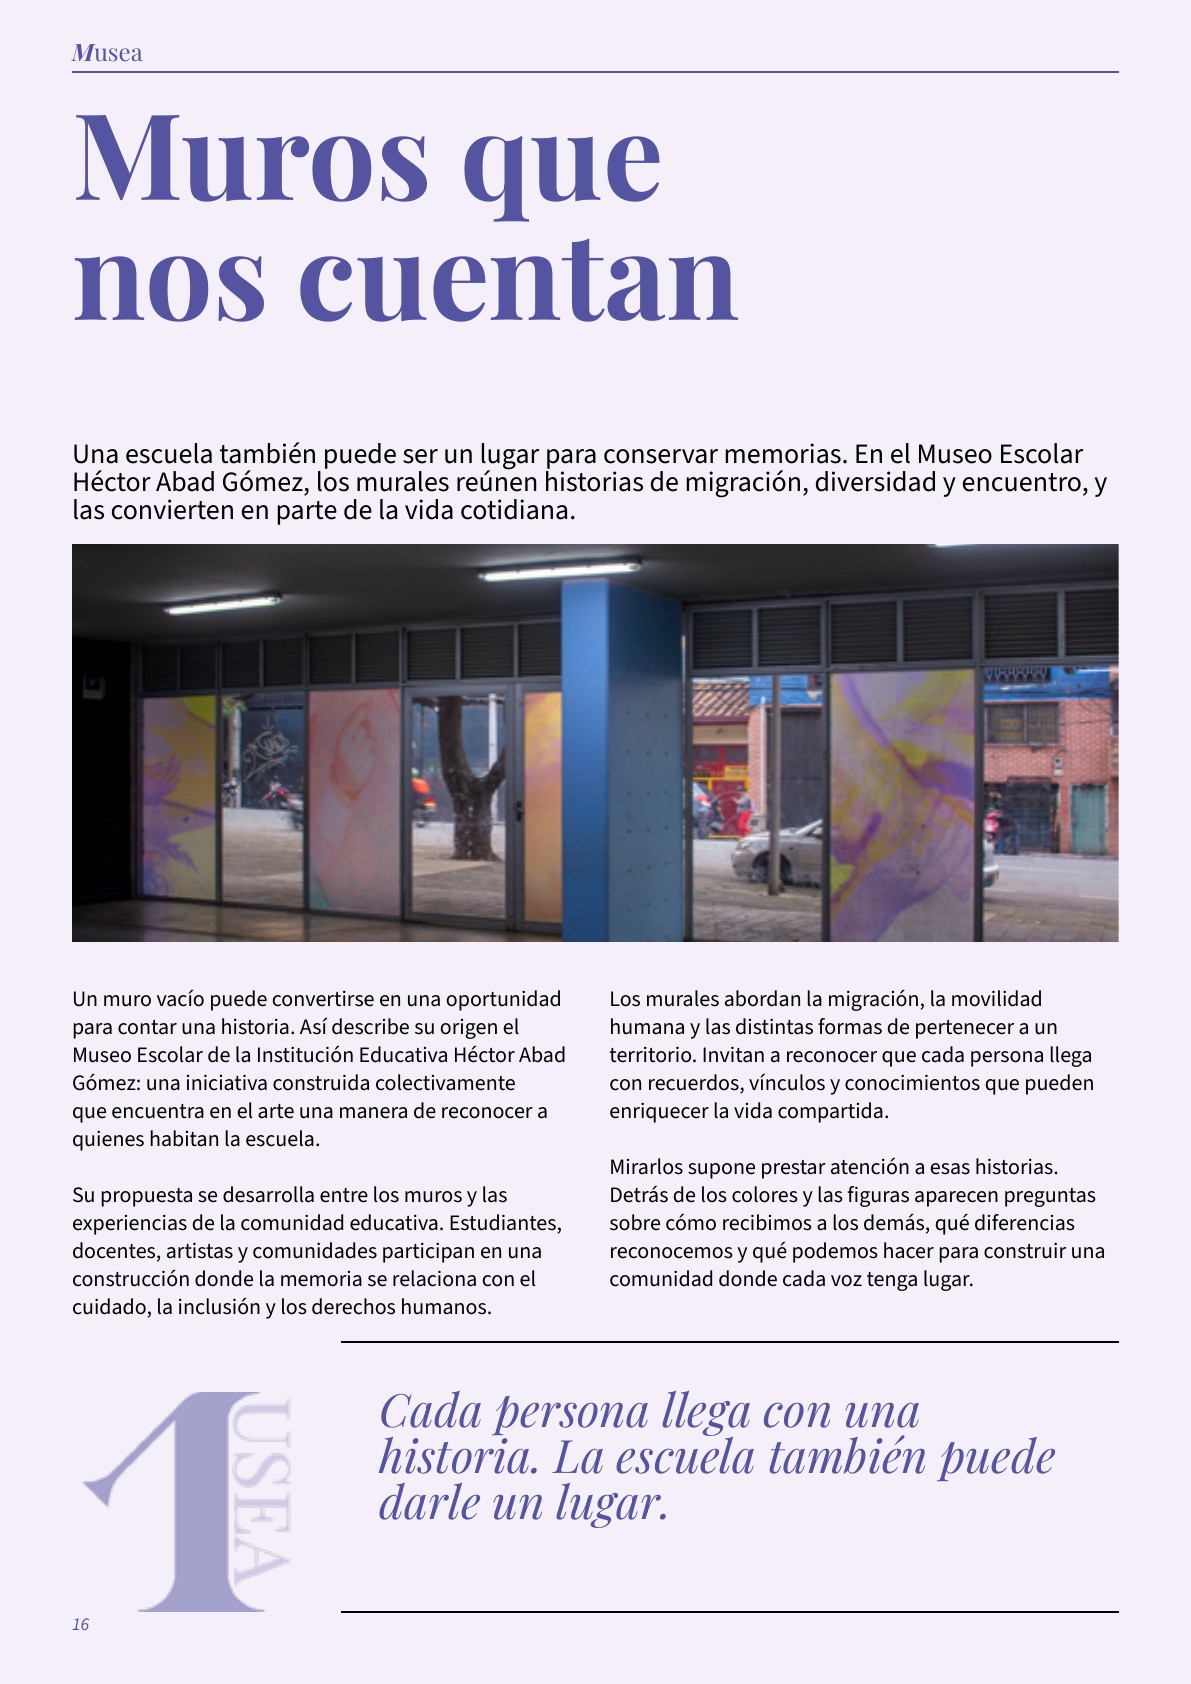 Musea
Muros que
nos cuentan
Una escuela también puede ser un lugar para conservar memorias. En el Museo Escolar
Héctor Abad Gómez, los murales reúnen historias de migración, diversidad y encuentro, y
las convierten en parte de la vida cotidiana.
Un muro vacío puede convertirse en una oportunidad
para contar una historia. Así describe su origen el
Museo Escolar de la Institución Educativa Héctor Abad
Gómez: una iniciativa construida colectivamente
que encuentra en el arte una manera de reconocer a
quienes habitan la escuela.
Su propuesta se desarrolla entre los muros y las
experiencias de la comunidad educativa. Estudiantes,
docentes, artistas y comunidades participan en una
construcción donde la memoria se relaciona con el
cuidado, la inclusión y los derechos humanos.
Los murales abordan la migración, la movilidad
humana y las distintas formas de pertenecer a un
territorio. Invitan a reconocer que cada persona llega
con recuerdos, vínculos y conocimientos que pueden
enriquecer la vida compartida.
Mirarlos supone prestar atención a esas historias.
Detrás de los colores y las figuras aparecen preguntas
sobre cómo recibimos a los demás, qué diferencias
reconocemos y qué podemos hacer para construir una
comunidad donde cada voz tenga lugar.
1
USEA
Cada persona llega con una
historia. La escuela también puede
darle un lugar.
16